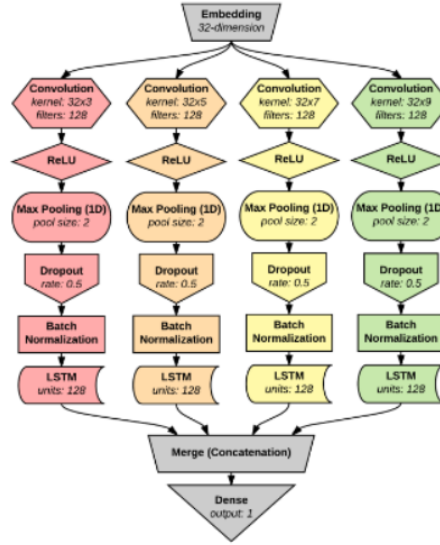 Embedding
32-dimension
Convolution
kernel: 32x3
filters: 128
Convolution
kernel: 32x5
filters: 128
Convolution
kernel: 32x7
filters: 128
Convolution
kernel: 32x9
filters: 128
ReLU
ReLU
ReLU
ReLU
Max Pooling (1D)
pool size: 2
Max Pooling (1D)
pool size: 2
Max Pooling (1D)
pool size: 2
Max Pooling (1D)
pool size: 2
Dropout
rate: 0.5
Dropout
rate: 0.5
Dropout
rate: 0.5
Dropout
rate: 0.5
Batch
Normalization
Batch
Normalization
Batch
Normalization
Batch
Normalization
LSTM
units: 128
LSTM
units: 128
LSTM
units: 128
LSTM
units: 128
Merge (Concatenation)
Dense
output: 1